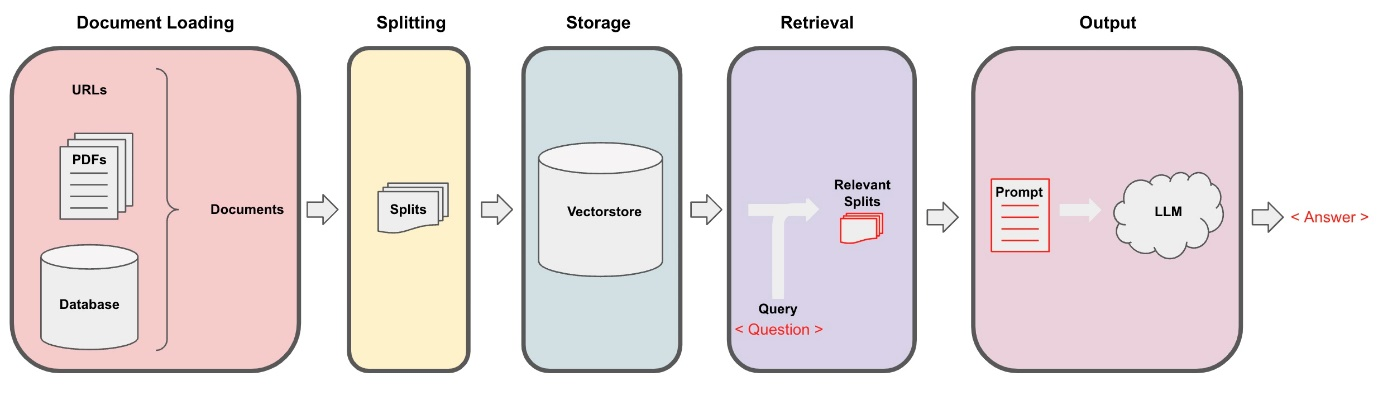 Document Loading
Splitting
Storage
Retrieval
Output
URLs
PDFs
Database
Documents
Splits
Vectorstore
Relevant
Splits
Query
< Question >
Prompt
LLM
< Answer >